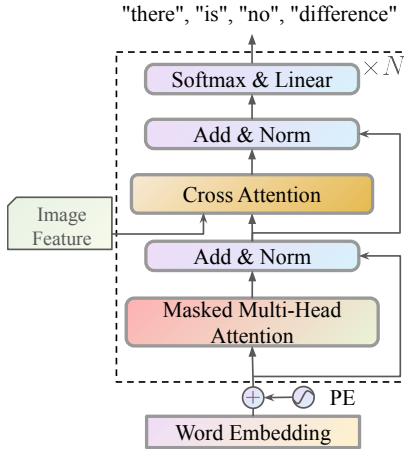 "there", "is", "no", "difference"
×N
Softmax & Linear
Add & Norm
Cross Attention
Image
Feature
Add & Norm
Masked Multi-Head
Attention
PE
Word Embedding